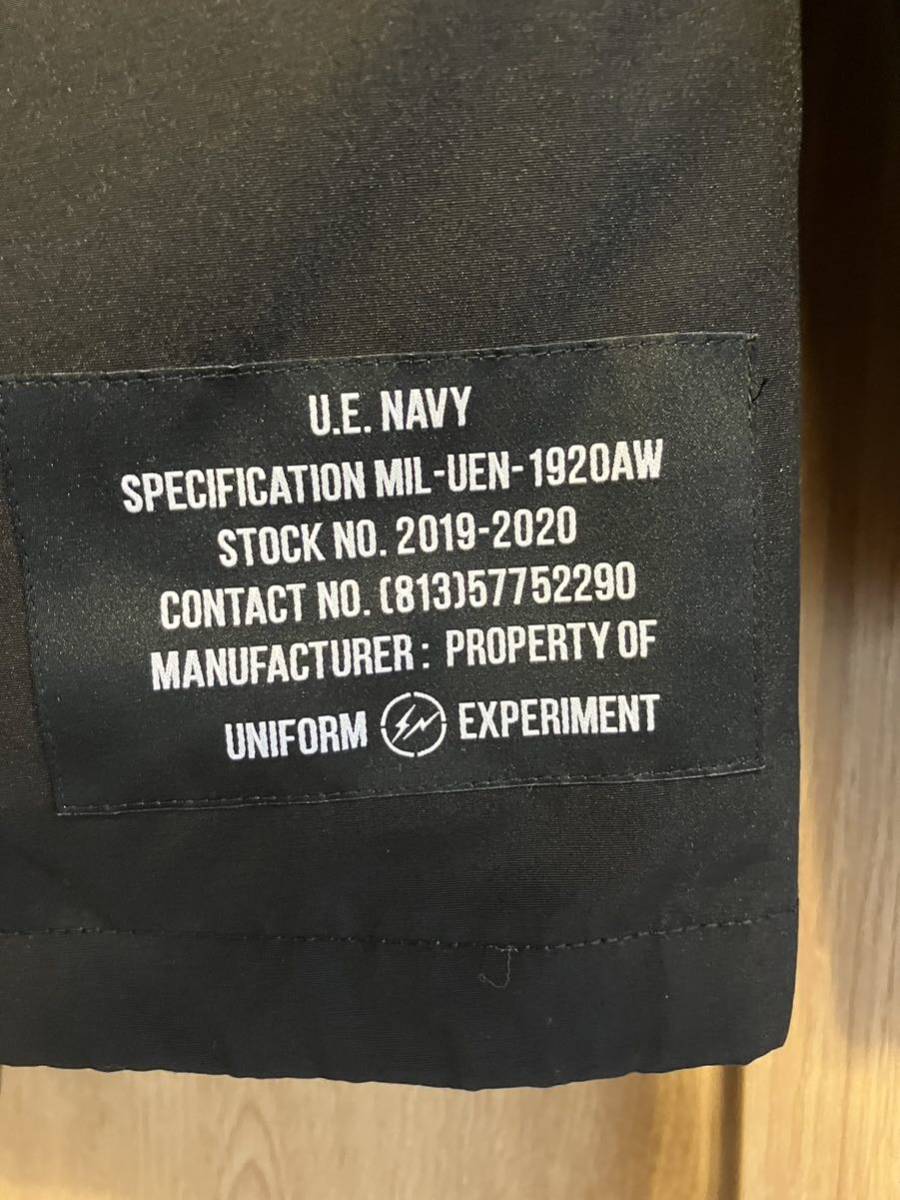 U.E. NAVY
SPECIFICATION MIL-UEN-1920AW
STOCK NO. 2019-2020
CONTACT NO. (813)57752290
MANUFACTURER : PROPERTY OF
UNIFORM EXPERIMENT